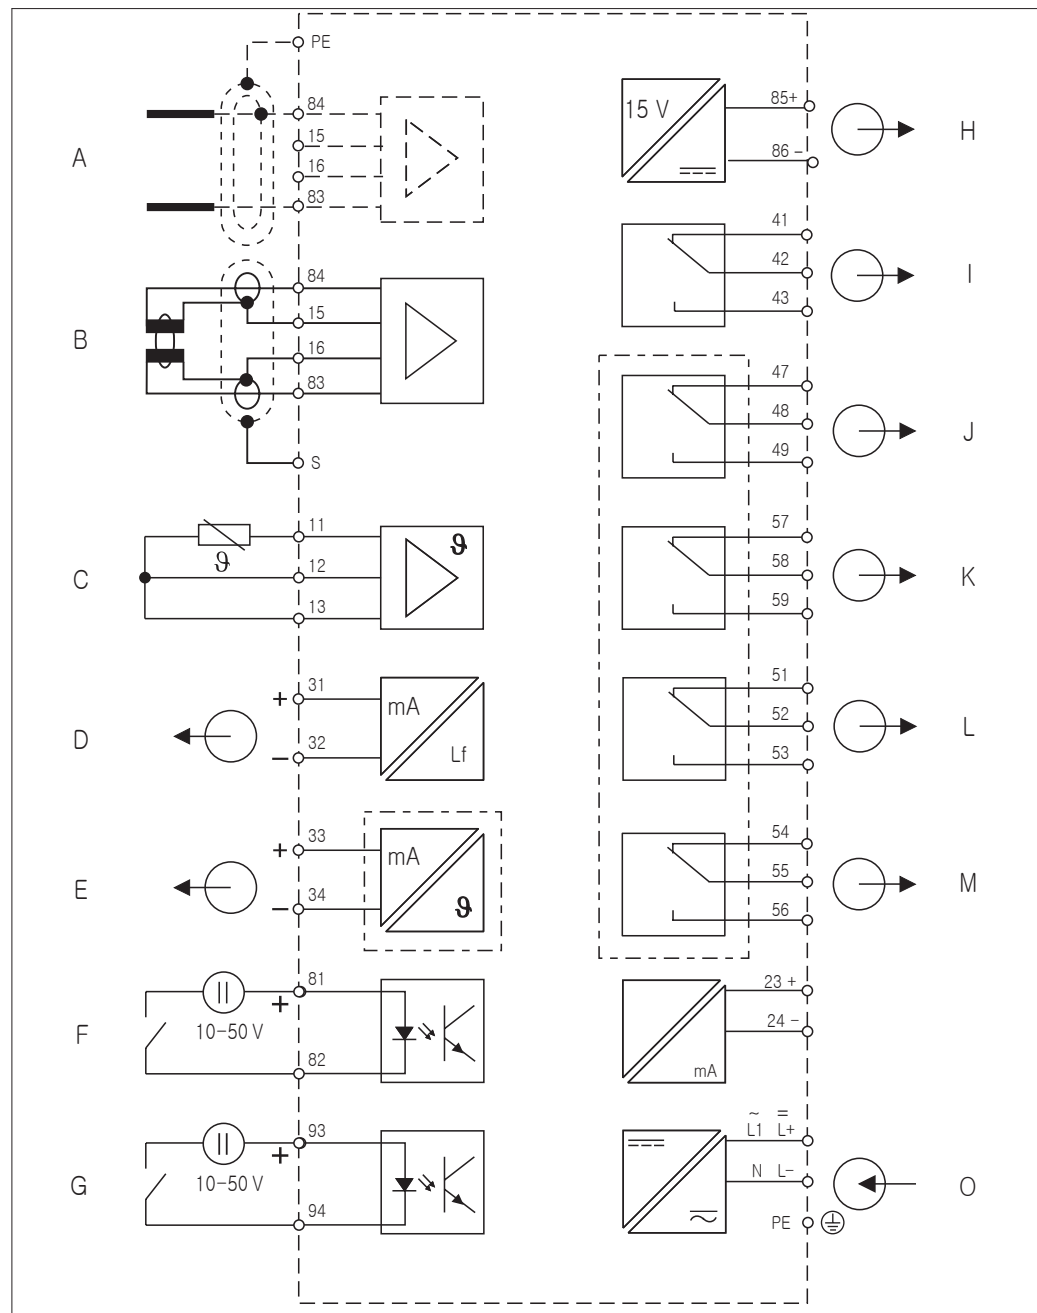 PE
84
15
16
83
A
84
15
16
83
S
B
11
12
13
ϑ
ϑ
C
31
32
+
−
mA
Lf
D
33
34
+
−
mA
ϑ
E
81
82
+
10−50 V
F
93
94
+
10−50 V
G
15 V
85+
86 −
H
41
42
43
I
47
48
49
J
57
58
59
K
51
52
53
L
54
55
56
M
23 +
24 −
mA
~ =
L1 L+
N L−
PE
O